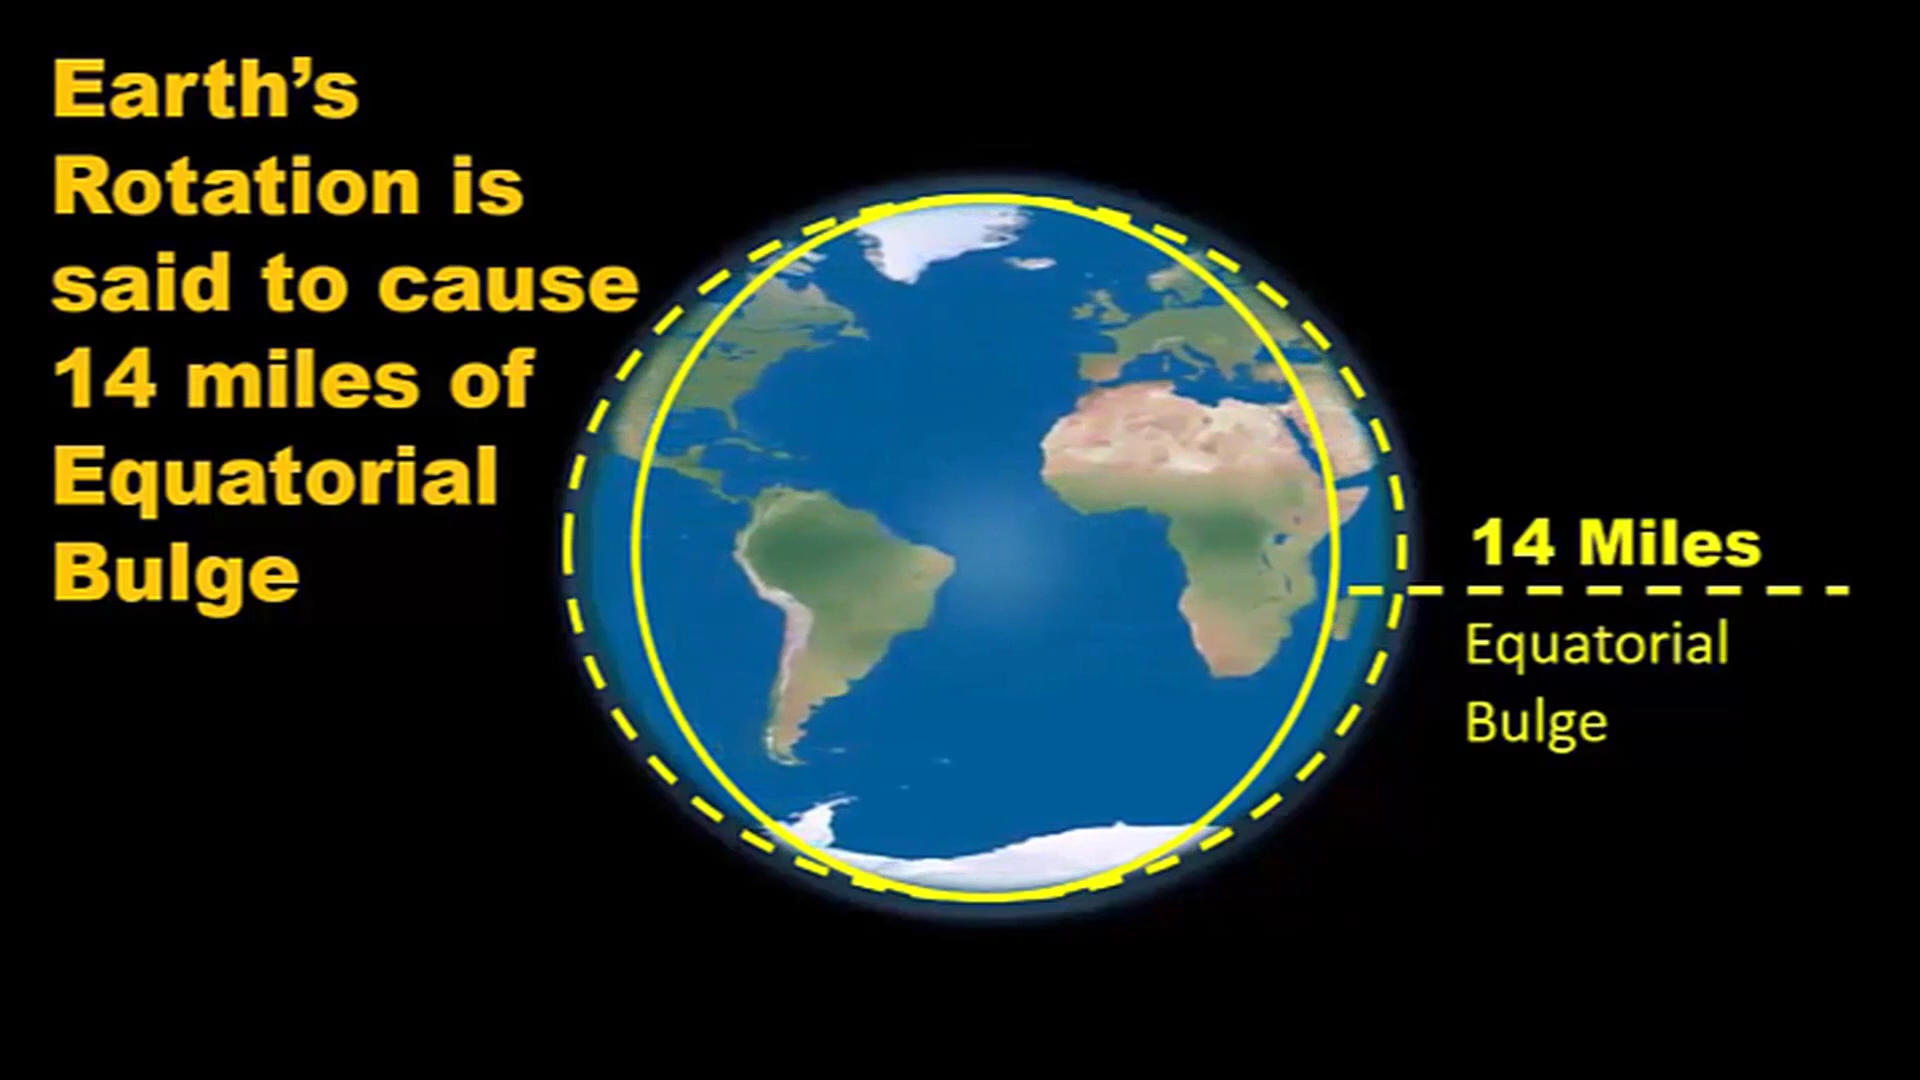 Earth’s
Rotation is
said to cause
14 miles of
Equatorial
Bulge
14 Miles
Equatorial
Bulge